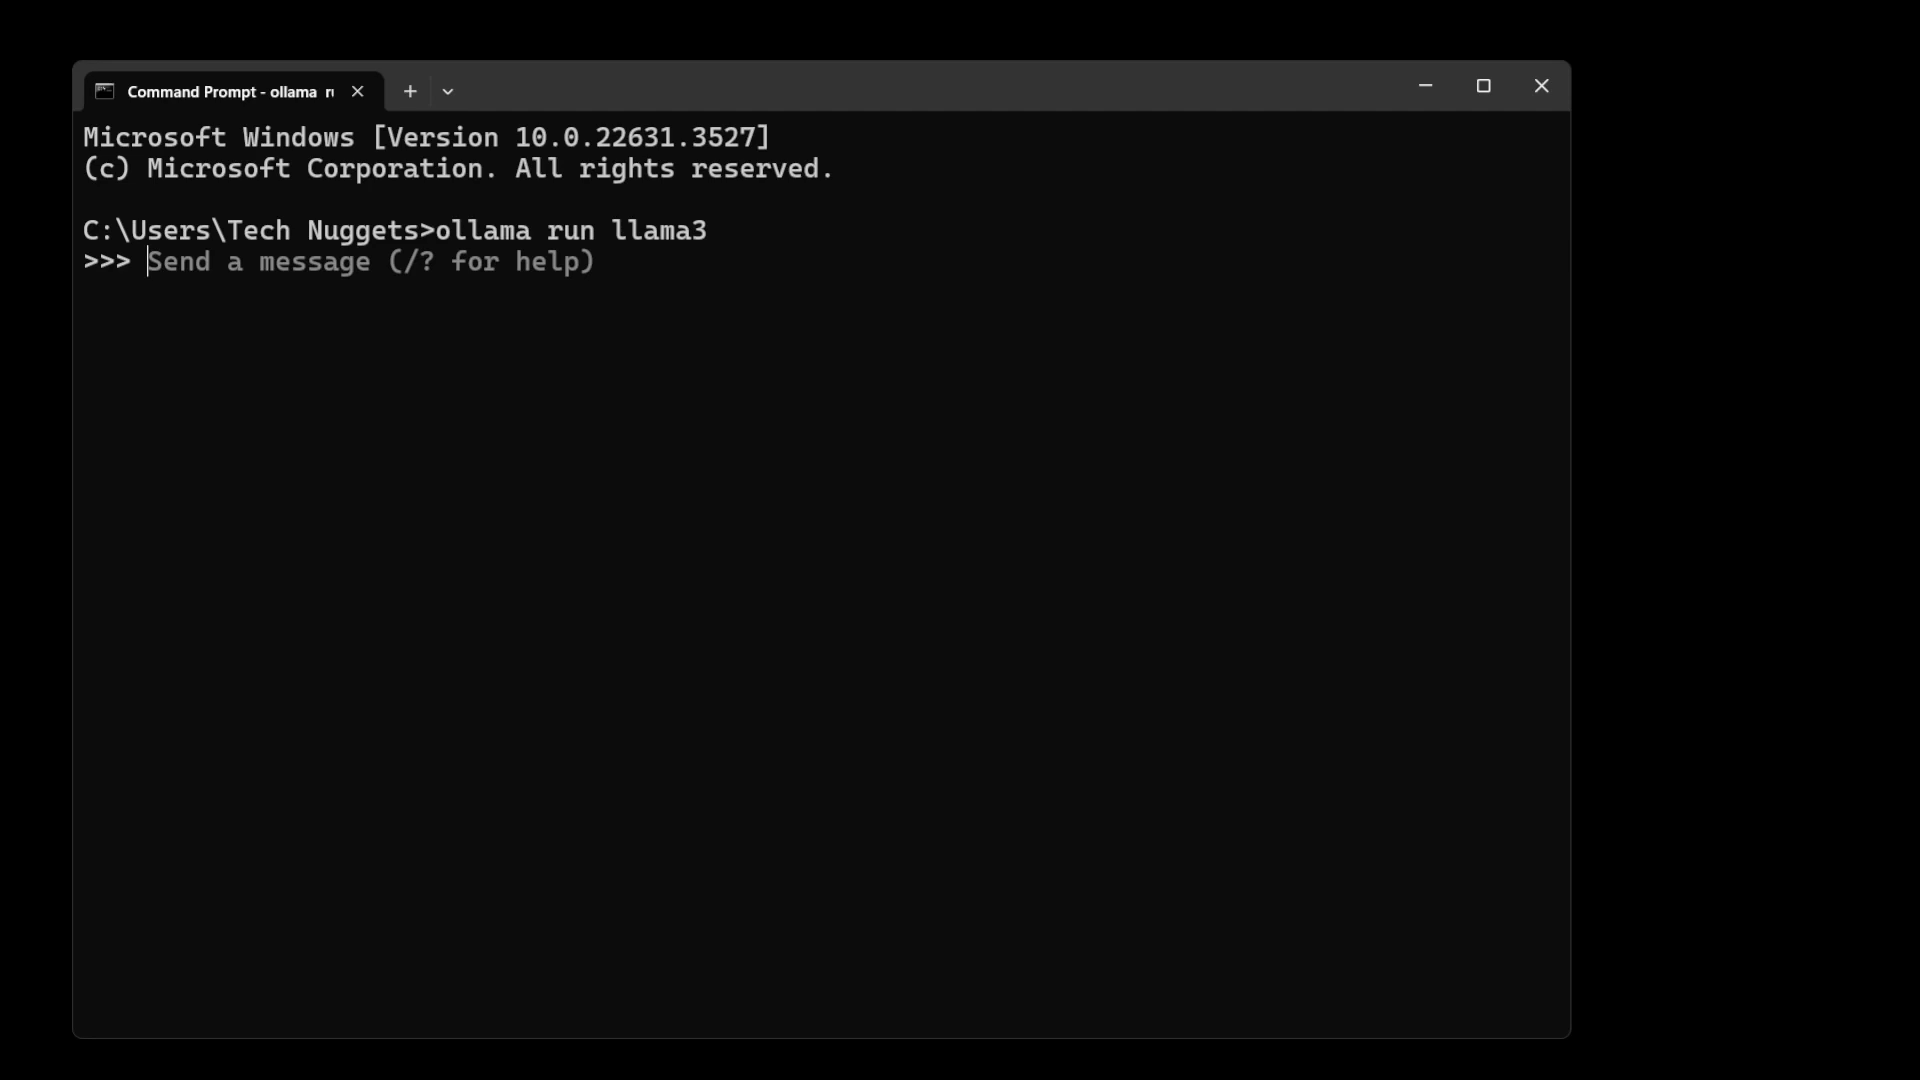 Command Prompt - ollama
Microsoft Windows [Version 10.0.22631.3527]
(c) Microsoft Corporation. All rights reserved.
C:\Users\Tech Nuggets>ollama run llama3
>>> Send a message (/? for help)